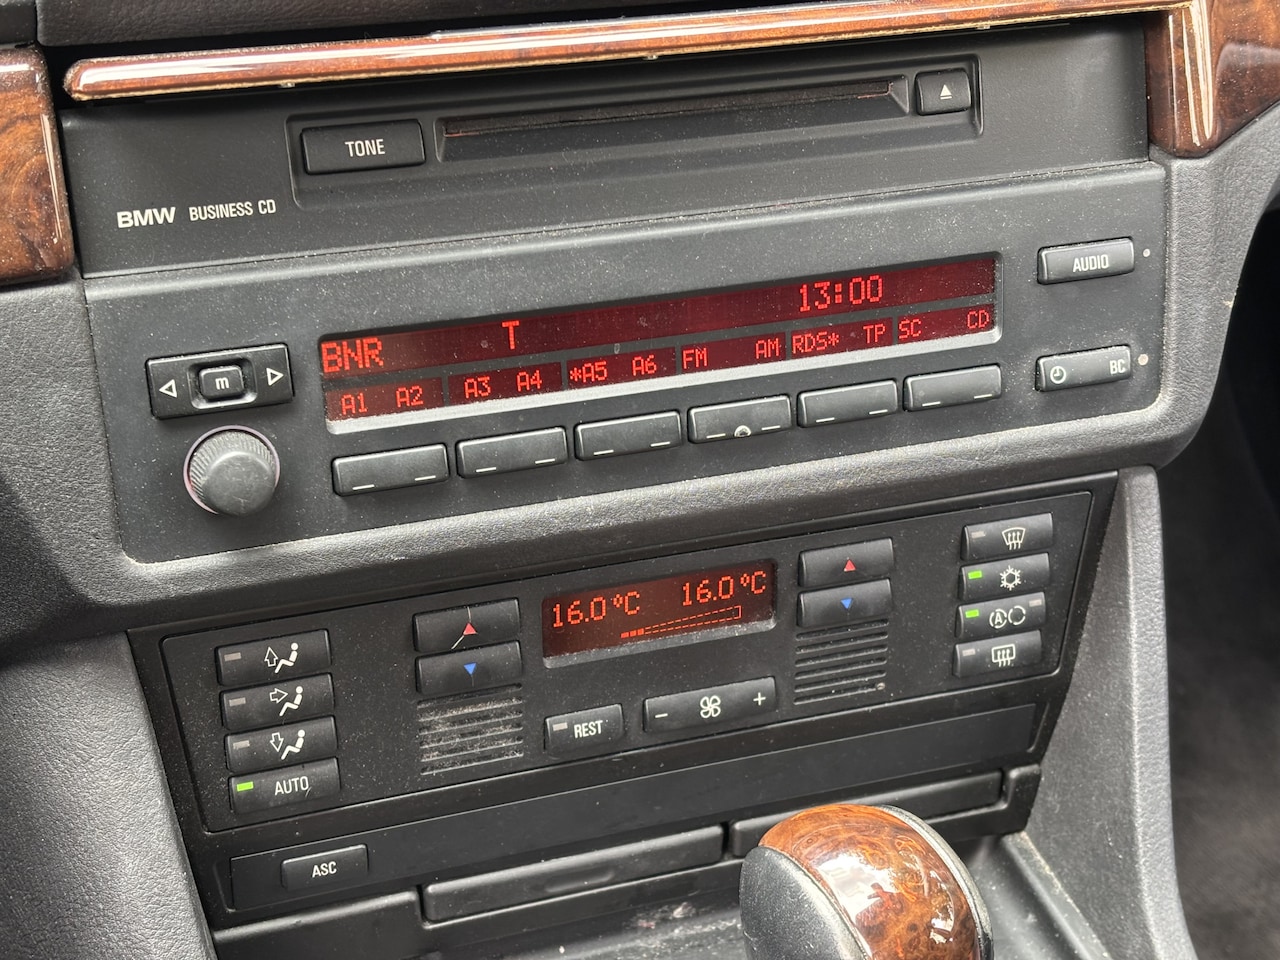 TONE
BMW BUSINESS CD
AUDIO
BNR T 13:00
A1 A2 A3 A4 *A5 A6 FM AM RDS* TP SC CD
m
BC
16.0°C 16.0°C
A
REST
- +
AUTO
ASC